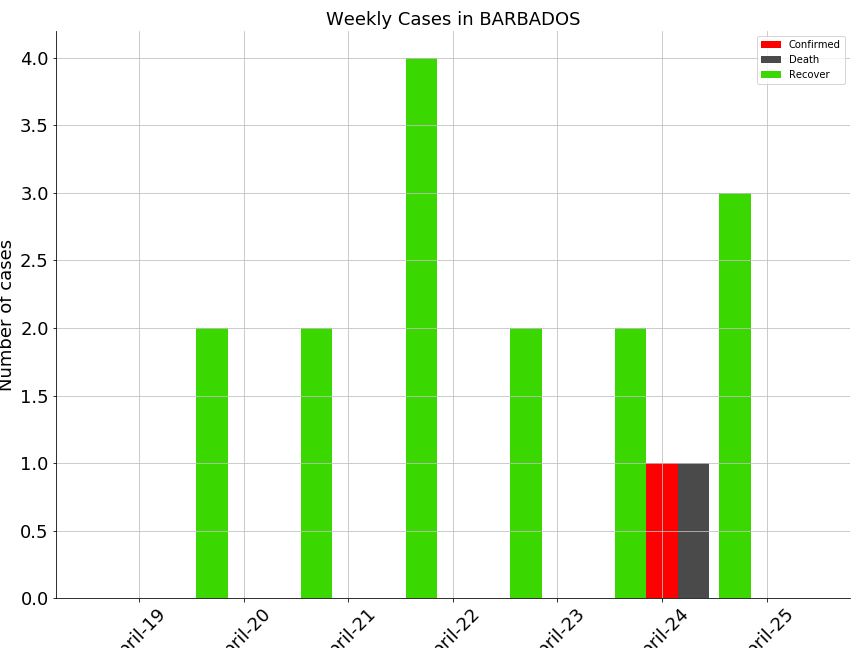 Weekly Cases in BARBADOS
Confirmed
Death
Recover
Number of cases
4.0
3.5
3.0
2.5
2.0
1.5
1.0
0.5
0.0
pril-19
pril-20
pril-21
pril-22
pril-23
pril-24
pril-25